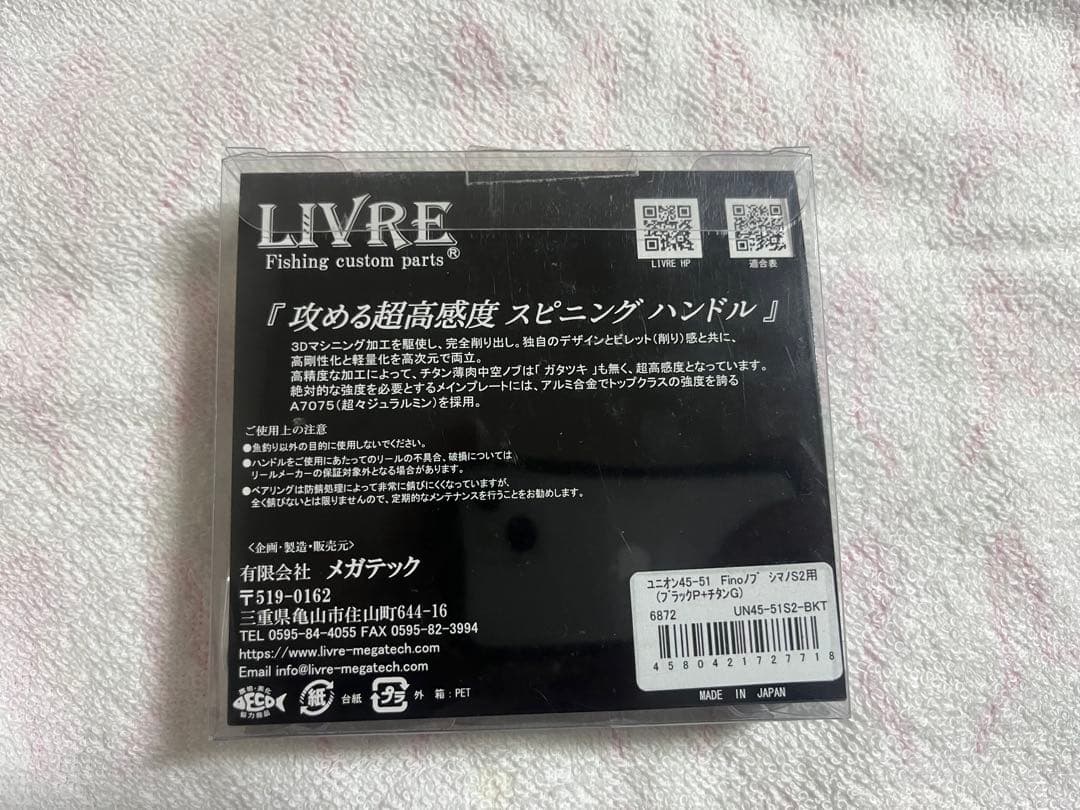 LIVRE
Fishing custom parts®
LIVRE HP
適合表
『 攻める超高感度 スピニング ハンドル 』
3Dマシニング加工を駆使し、完全削り出し。独自のデザインとビレット(削り)感と共に、
高剛性化と軽量化を高次元で両立。
高精度な加工によって、チタン薄肉中空ノブは「 ガタツキ 」も無く、超高感度となっています。
絶対的な強度を必要とするメインプレートには、アルミ合金でトップクラスの強度を誇る
A7075(超々ジュラルミン)を採用。
ご使用上の注意
●魚釣り以外の目的に使用しないでください。
●ハンドルをご使用にあたってのリールの不具合、破損については
リールメーカーの保証対象外となる場合があります。
●ベアリングは防錆処理によって非常に錆びにくくなっていますが、
全く錆びないとは限りませんので、定期的なメンテナンスを行うことをお勧めします。
<企画・製造・販売元>
有限会社 メガテック
〒519-0162
三重県亀山市住山町644-16
TEL 0595-84-4055 FAX 0595-82-3994
https://www.livre-megatech.com
Email info@livre-megatech.com
ECO
紙 台紙 プラ 外 箱:PET
ユニオン45-51 Finoノブ シマノS2用
(ブラックP+チタンG)
6872 UN45-51S2-BKT
4580421727718
MADE IN JAPAN